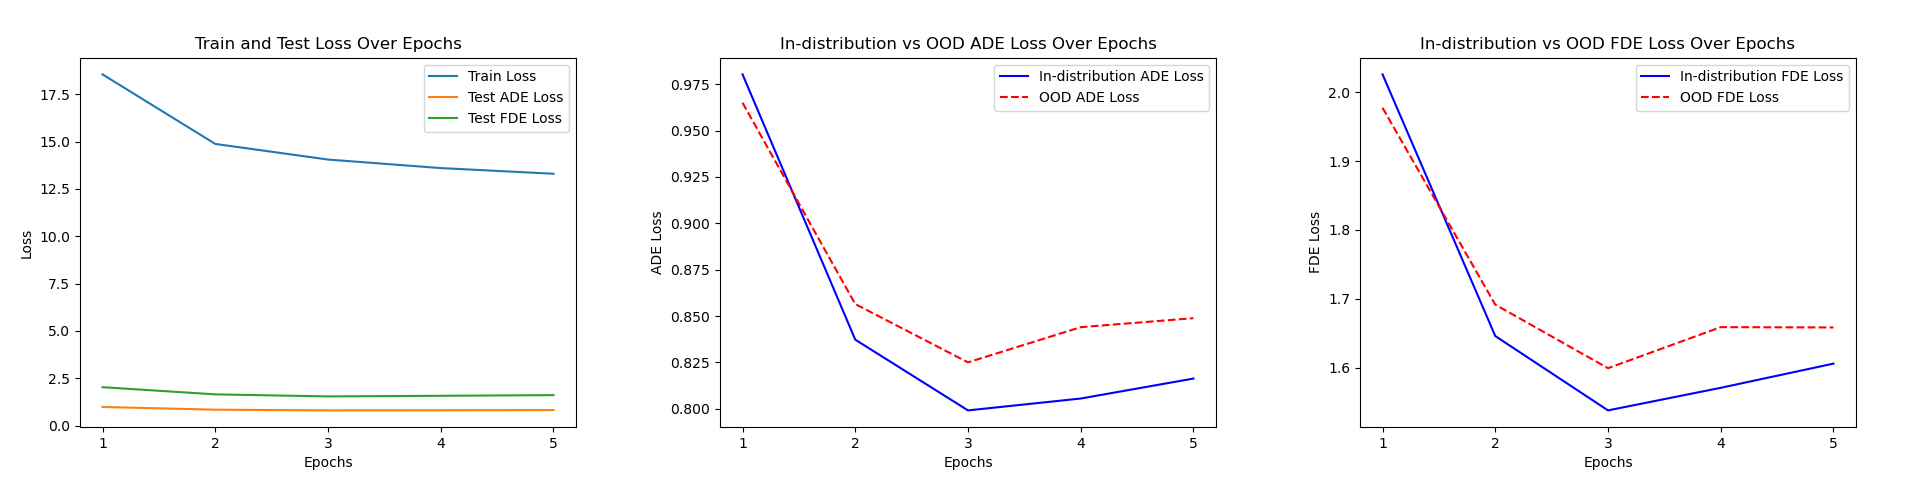 Train and Test Loss Over Epochs
Train Loss
Test ADE Loss
Test FDE Loss
17.5
15.0
12.5
10.0
7.5
5.0
2.5
0.0
Loss
1 2 3 4 5
Epochs
In-distribution vs OOD ADE Loss Over Epochs
In-distribution ADE Loss
OOD ADE Loss
0.975
0.950
0.925
0.900
0.875
0.850
0.825
0.800
ADE Loss
1 2 3 4 5
Epochs
In-distribution vs OOD FDE Loss Over Epochs
In-distribution FDE Loss
OOD FDE Loss
2.0
1.9
1.8
1.7
1.6
FDE Loss
1 2 3 4 5
Epochs